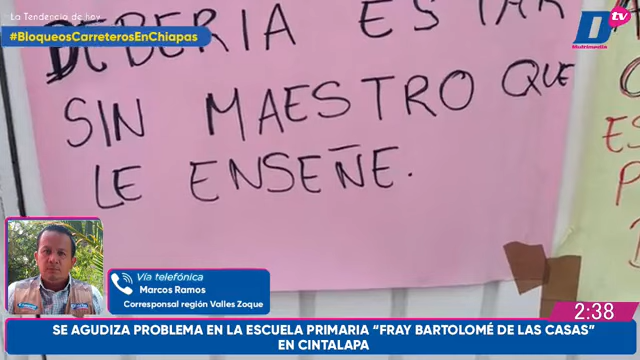 La Tendencia de hoy
#BloqueosCarreterosEnChiapas
D tv
Multimedia
DEBERIA ESTAR
SIN MAESTRO QUE
LE ENSEÑE.
Vía telefónica
Marcos Ramos
Corresponsal región Valles Zoque
2:38
SE AGUDIZA PROBLEMA EN LA ESCUELA PRIMARIA “FRAY BARTOLOMÉ DE LAS CASAS”
EN CINTALAPA